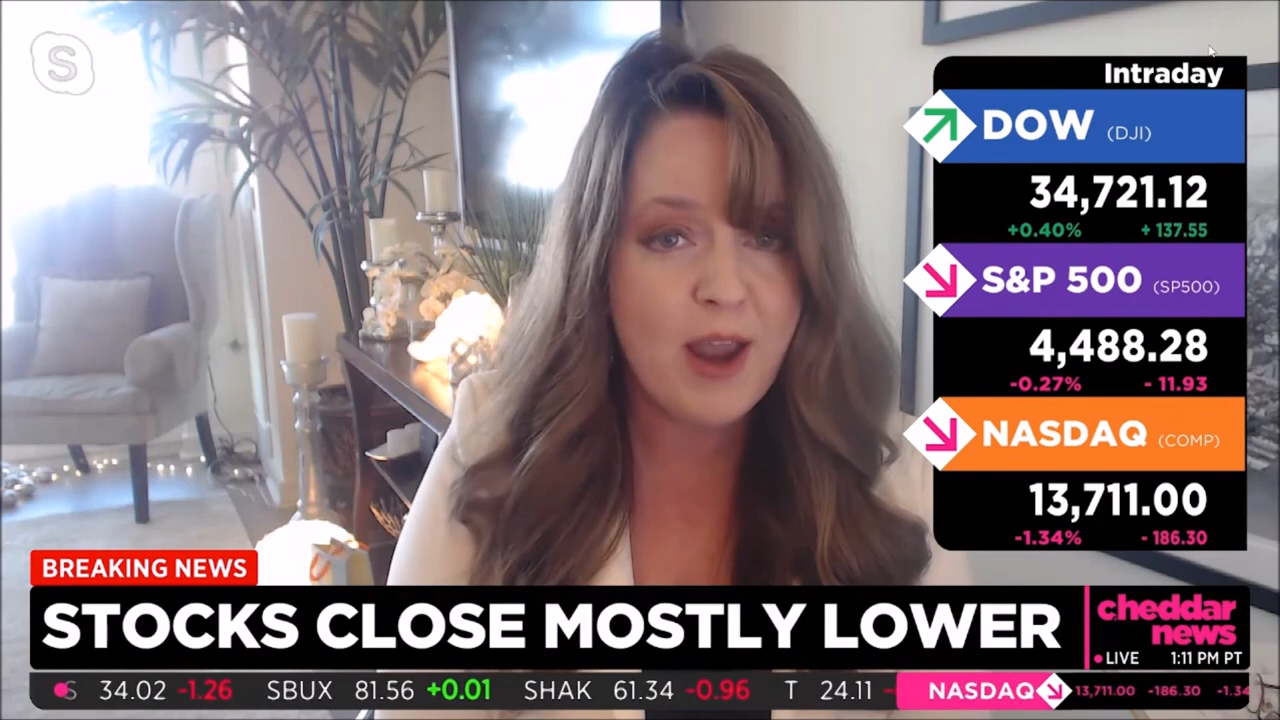 S
Intraday
DOW (DJI)
34,721.12
+0.40% + 137.55
S&P 500 (SP500)
4,488.28
-0.27% - 11.93
NASDAQ (COMP)
13,711.00
-1.34% - 186.30
BREAKING NEWS
STOCKS CLOSE MOSTLY LOWER
cheddar
news
LIVE 1:11 PM PT
S 34.02 -1.26 SBUX 81.56 +0.01 SHAK 61.34 -0.96 T 24.11 - NASDAQ 13,711.00 -186.30 -1.34